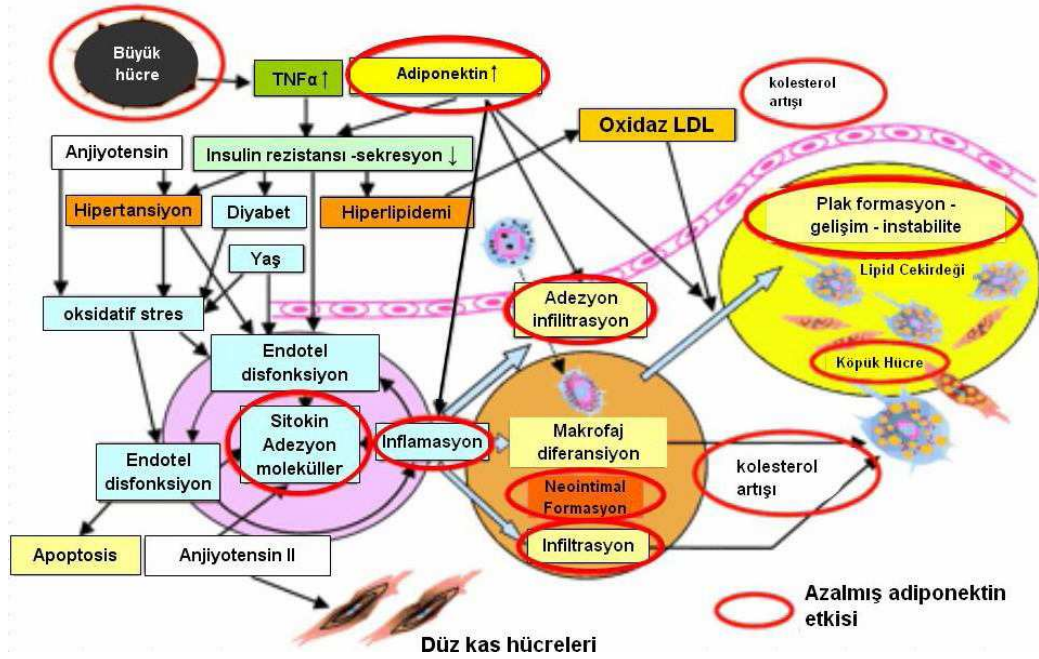 Büyük
hücre
TNFα ↑
Adiponektin ↑
kolesterol
artışı
Oxidaz LDL
Anjiyotensin
Insulin rezistansı -sekresyon ↓
Hipertansiyon
Diyabet
Hiperlipidemi
Plak formasyon -
gelişim - instabilite
Yaş
Lipid Cekirdeği
oksidatif stres
Adezyon
infilitrasyon
Endotel
disfonksiyon
Köpük Hücre
Sitokin
Adezyon
moleküller
Inflamasyon
Makrofaj
diferansiyon
Endotel
disfonksiyon
kolesterol
artışı
Neointimal
Formasyon
Apoptosis
Anjiyotensin II
Infiltrasyon
Azalmış adiponektin
etkisi
Düz kas hücreleri